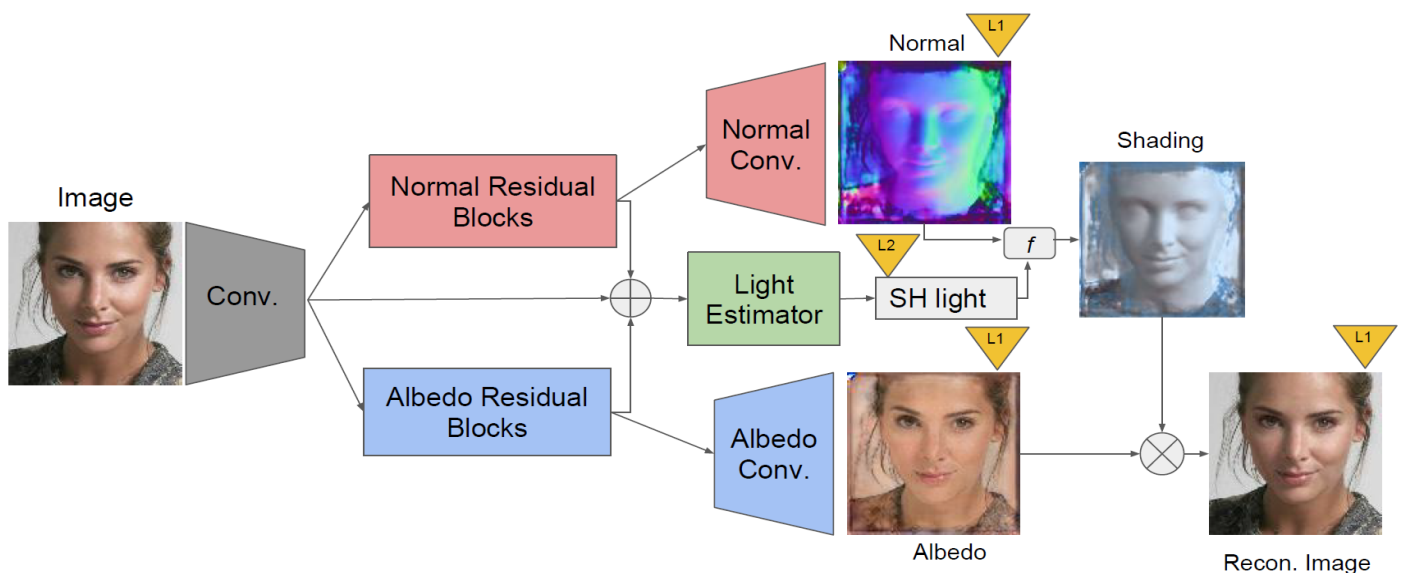 Image
Conv.
Normal Residual
Blocks
Albedo Residual
Blocks
Normal
Conv.
Light
Estimator
Albedo
Conv.
Normal
L1
L2
SH light
f
Shading
L1
Albedo
L1
Recon. Image